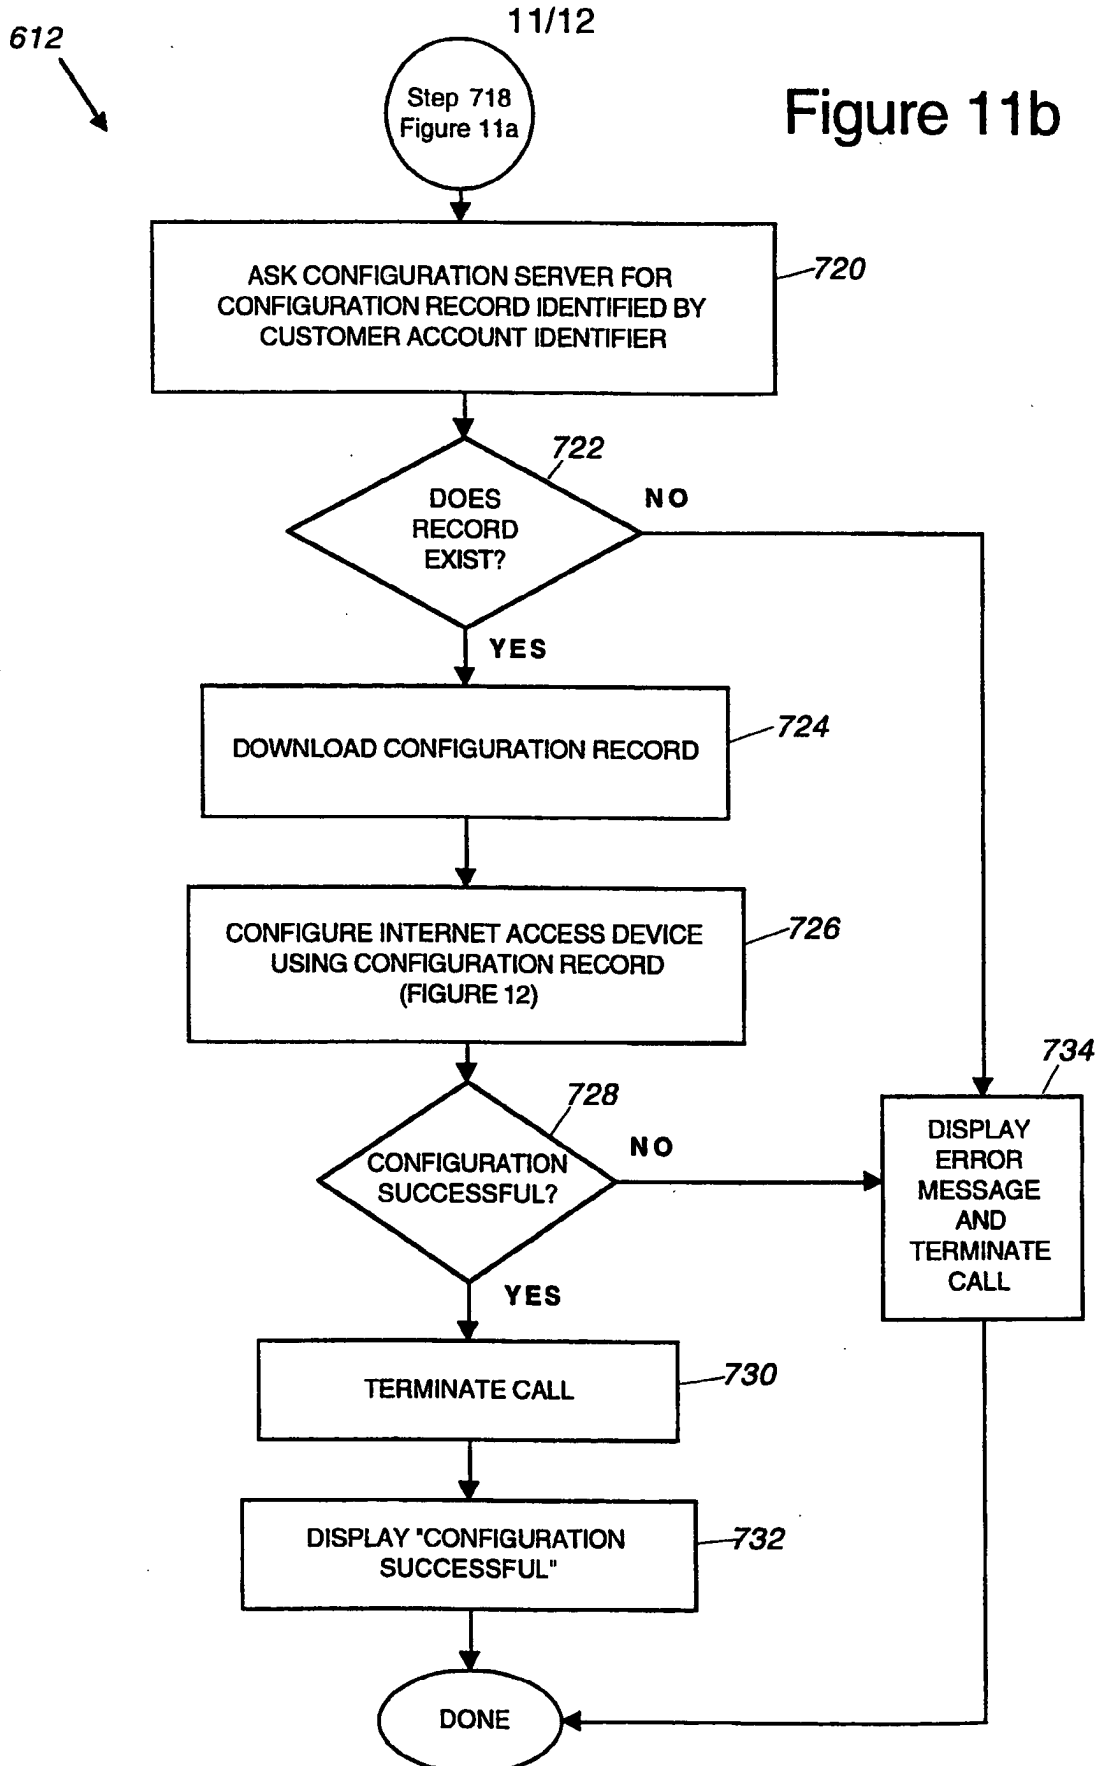 11/12
612
Figure 11b
Step 718
Figure 11a
ASK CONFIGURATION SERVER FOR
CONFIGURATION RECORD IDENTIFIED BY
CUSTOMER ACCOUNT IDENTIFIER
720
722
DOES
RECORD
EXIST?
NO
YES
DOWNLOAD CONFIGURATION RECORD
724
CONFIGURE INTERNET ACCESS DEVICE
USING CONFIGURATION RECORD
(FIGURE 12)
726
728
CONFIGURATION
SUCCESSFUL?
NO
YES
734
DISPLAY
ERROR
MESSAGE
AND
TERMINATE
CALL
TERMINATE CALL
730
DISPLAY "CONFIGURATION
SUCCESSFUL"
732
DONE